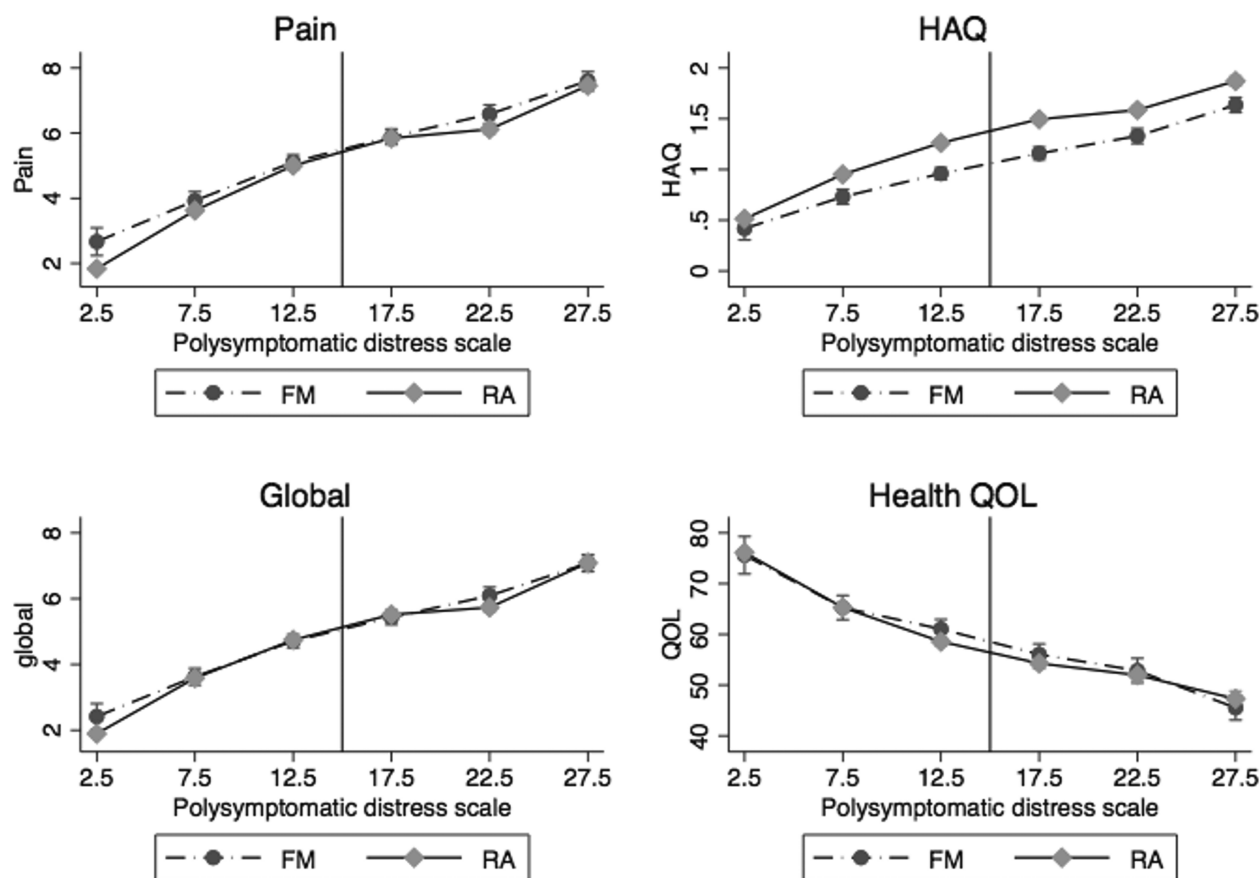 Pain
Pain
8
6
4
2
2.5 7.5 12.5 17.5 22.5 27.5
Polysymptomatic distress scale
FM RA
HAQ
HAQ
2
1.5
1
.5
0
2.5 7.5 12.5 17.5 22.5 27.5
Polysymptomatic distress scale
FM RA
Global
global
8
6
4
2
2.5 7.5 12.5 17.5 22.5 27.5
Polysymptomatic distress scale
FM RA
Health QOL
QOL
80
70
60
50
40
2.5 7.5 12.5 17.5 22.5 27.5
Polysymptomatic distress scale
FM RA